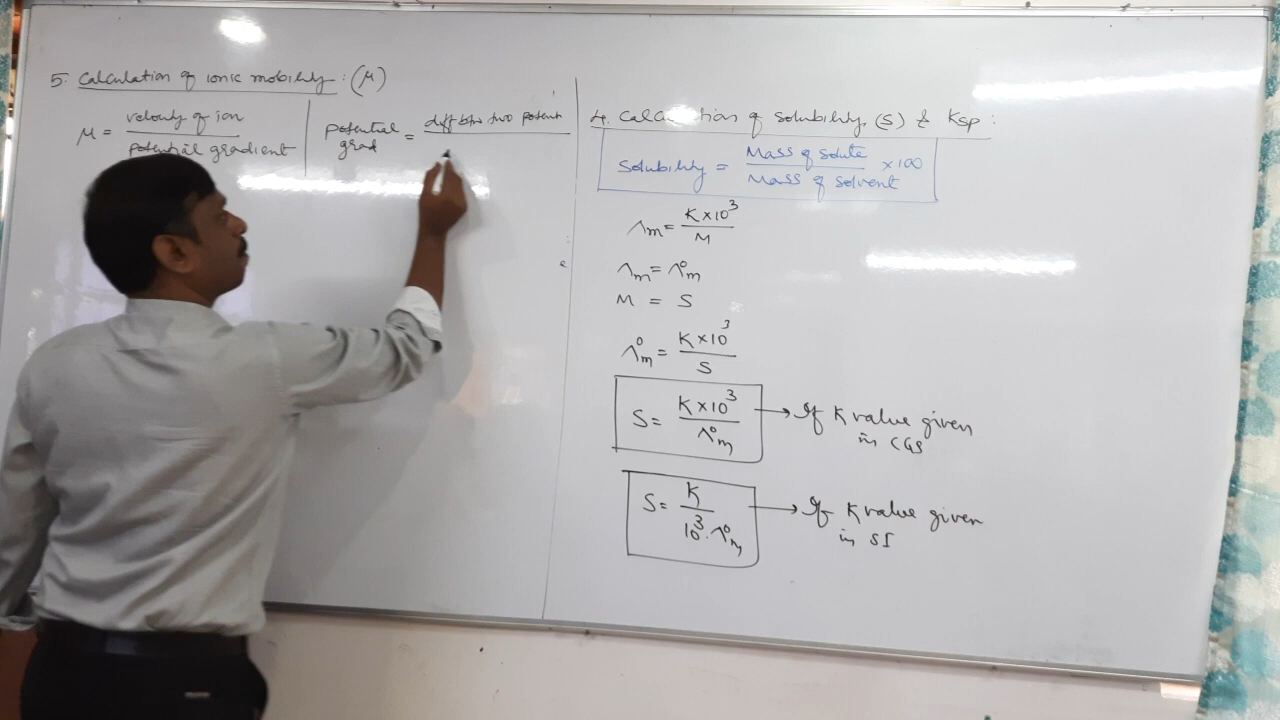 5. Calculation of ionic mobility : (μ)
μ = velocity of ion / potential gradient
potential grad = diff btw two potent
4. Calculation of solubility (S) & Ksp :
Solubility = Mass of solute / Mass of solvent × 100
Λm = K × 10³ / M
Λm = Λ°m
M = S
Λ°m = K × 10³ / S
S = K × 10³ / Λ°m → If K value given
in CGS
S = K / 10³ · Λ°m → If K value given
in SI